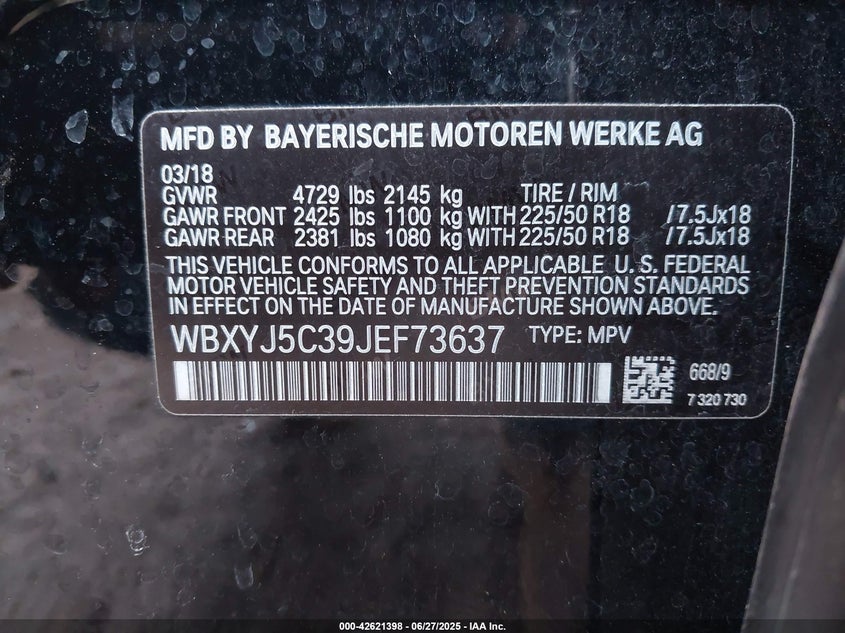 MFD BY BAYERISCHE MOTOREN WERKE AG
03/18
GVWR 4729 lbs 2145 kg TIRE / RIM
GAWR FRONT 2425 lbs 1100 kg WITH 225/50 R18 /7.5Jx18
GAWR REAR 2381 lbs 1080 kg WITH 225/50 R18 /7.5Jx18
THIS VEHICLE CONFORMS TO ALL APPLICABLE U. S. FEDERAL
MOTOR VEHICLE SAFETY AND THEFT PREVENTION STANDARDS
IN EFFECT ON THE DATE OF MANUFACTURE SHOWN ABOVE.
WBXYJ5C39JEF73637 TYPE: MPV
668/9
7 320 730
000-42621398 - 06/27/2025 - IAA Inc.